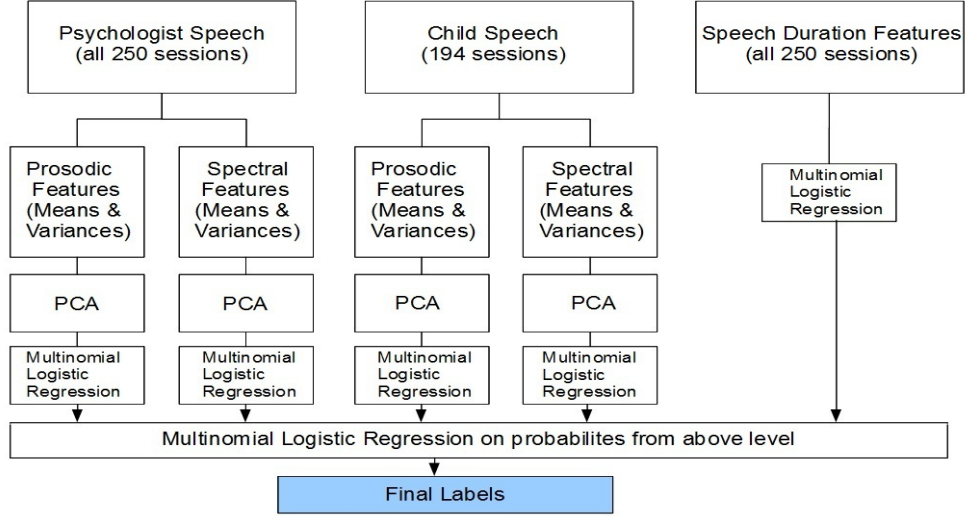 Psychologist Speech
(all 250 sessions)
Child Speech
(194 sessions)
Speech Duration Features
(all 250 sessions)
Prosodic
Features
(Means &
Variances)
Spectral
Features
(Means &
Variances)
Prosodic
Features
(Means &
Variances)
Spectral
Features
(Means &
Variances)
Multinomial
Logistic
Regression
PCA
PCA
PCA
PCA
Multinomial
Logistic
Regression
Multinomial
Logistic
Regression
Multinomial
Logistic
Regression
Multinomial
Logistic
Regression
Multinomial Logistic Regression on probabilites from above level
Final Labels